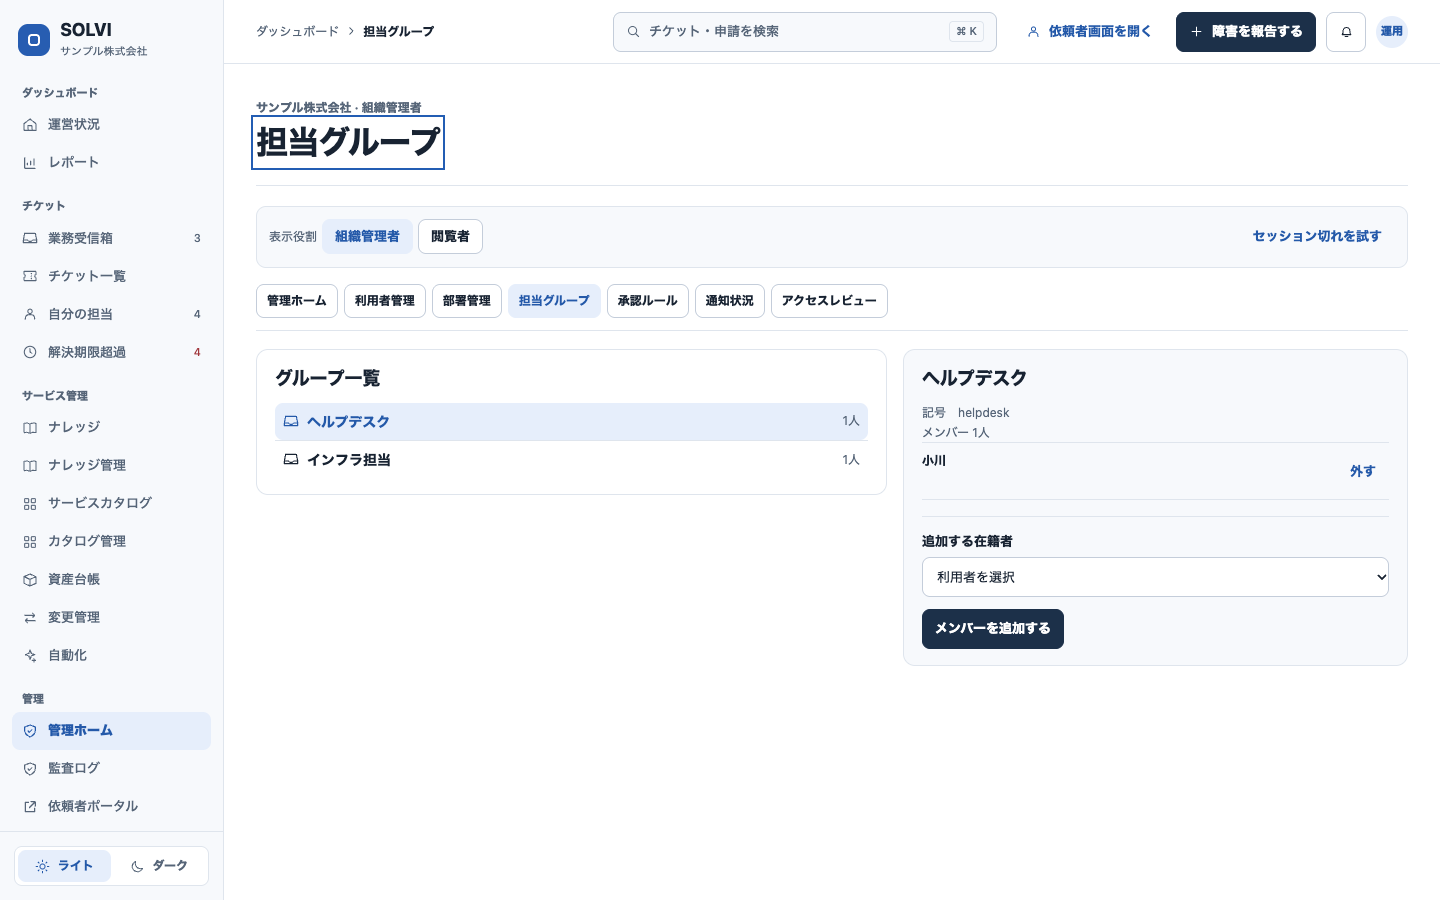 SOLVI
サンプル株式会社
ダッシュボード
運営状況
レポート
チケット
業務受信箱 3
チケット一覧
自分の担当 4
解決期限超過 4
サービス管理
ナレッジ
ナレッジ管理
サービスカタログ
カタログ管理
資産台帳
変更管理
自動化
管理
管理ホーム
監査ログ
依頼者ポータル
ライト ダーク
ダッシュボード > 担当グループ
チケット・申請を検索 ⌘ K
依頼者画面を開く
+ 障害を報告する
運用
サンプル株式会社 · 組織管理者
担当グループ
表示役割 組織管理者 閲覧者 セッション切れを試す
管理ホーム 利用者管理 部署管理 担当グループ 承認ルール 通知状況 アクセスレビュー
グループ一覧
ヘルプデスク 1人
インフラ担当 1人
ヘルプデスク
記号 helpdesk
メンバー 1人
小川
外す
追加する在籍者
利用者を選択
メンバーを追加する